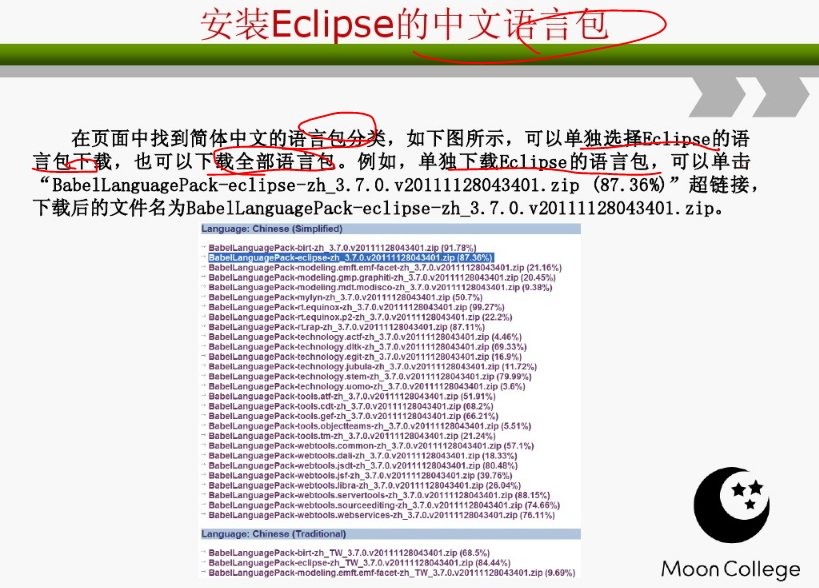 安装Eclipse的中文语言包
在页面中找到简体中文的语言包分类，如下图所示，可以单独选择Eclipse的语
言包下载，也可以下载全部语言包。例如，单独下载Eclipse的语言包，可以单击
“BabelLanguagePack-eclipse-zh_3.7.0.v20111128043401.zip (87.36%)”超链接，
下载后的文件名为BabelLanguagePack-eclipse-zh_3.7.0.v20111128043401.zip。
Language: Chinese (Simplified)
BabelLanguagePack-birt-zh_3.7.0.v20111128043401.zip (91.78%)
BabelLanguagePack-eclipse-zh_3.7.0.v20111128043401.zip (87.36%)
BabelLanguagePack-modeling.emft.emf-facet-zh_3.7.0.v20111128043401.zip (21.16%)
BabelLanguagePack-modeling.gmp.graphiti-zh_3.7.0.v20111128043401.zip (20.45%)
BabelLanguagePack-modeling.mdt.modisco-zh_3.7.0.v20111128043401.zip (9.38%)
BabelLanguagePack-mylyn-zh_3.7.0.v20111128043401.zip (50.7%)
BabelLanguagePack-rt.equinox-zh_3.7.0.v20111128043401.zip (99.27%)
BabelLanguagePack-rt.equinox.p2-zh_3.7.0.v20111128043401.zip (22.2%)
BabelLanguagePack-rt.rap-zh_3.7.0.v20111128043401.zip (87.11%)
BabelLanguagePack-technology.actf-zh_3.7.0.v20111128043401.zip (4.46%)
BabelLanguagePack-technology.dltk-zh_3.7.0.v20111128043401.zip (69.33%)
BabelLanguagePack-technology.egit-zh_3.7.0.v20111128043401.zip (16.9%)
BabelLanguagePack-technology.jubula-zh_3.7.0.v20111128043401.zip (11.72%)
BabelLanguagePack-technology.stem-zh_3.7.0.v20111128043401.zip (79.99%)
BabelLanguagePack-technology.uomo-zh_3.7.0.v20111128043401.zip (3.6%)
BabelLanguagePack-tools.atf-zh_3.7.0.v20111128043401.zip (51.91%)
BabelLanguagePack-tools.cdt-zh_3.7.0.v20111128043401.zip (68.2%)
BabelLanguagePack-tools.gef-zh_3.7.0.v20111128043401.zip (66.21%)
BabelLanguagePack-tools.objectteams-zh_3.7.0.v20111128043401.zip (5.51%)
BabelLanguagePack-tools.tm-zh_3.7.0.v20111128043401.zip (21.24%)
BabelLanguagePack-webtools.common-zh_3.7.0.v20111128043401.zip (57.1%)
BabelLanguagePack-webtools.dali-zh_3.7.0.v20111128043401.zip (18.33%)
BabelLanguagePack-webtools.jsdt-zh_3.7.0.v20111128043401.zip (80.48%)
BabelLanguagePack-webtools.jsf-zh_3.7.0.v20111128043401.zip (39.76%)
BabelLanguagePack-webtools.libra-zh_3.7.0.v20111128043401.zip (26.04%)
BabelLanguagePack-webtools.servertools-zh_3.7.0.v20111128043401.zip (88.15%)
BabelLanguagePack-webtools.sourceediting-zh_3.7.0.v20111128043401.zip (74.66%)
BabelLanguagePack-webtools.webservices-zh_3.7.0.v20111128043401.zip (76.11%)
Language: Chinese (Traditional)
BabelLanguagePack-birt-zh_TW_3.7.0.v20111128043401.zip (68.5%)
BabelLanguagePack-eclipse-zh_TW_3.7.0.v20111128043401.zip (84.44%)
BabelLanguagePack-modeling.emft.emf-facet-zh_TW_3.7.0.v20111128043401.zip (9.69%)
Moon College